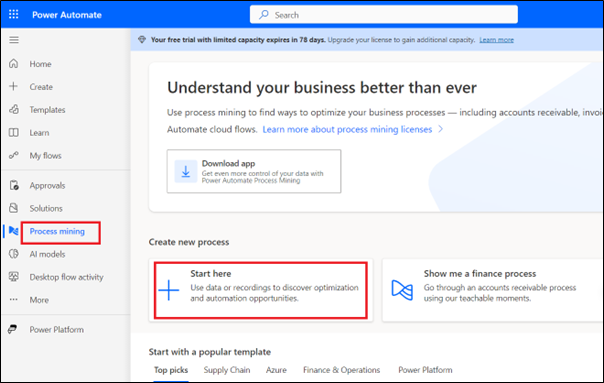 Power Automate
Search
Your free trial with limited capacity expires in 78 days. Upgrade your license to gain additional capacity. Learn more
Home
Create
Templates
Learn
My flows
Approvals
Solutions
Process mining
AI models
Desktop flow activity
More
Power Platform
Understand your business better than ever
Use process mining to find ways to optimize your business processes — including accounts receivable, invoi
Automate cloud flows. Learn more about process mining licenses
Download app
Get even more control of your data with
Power Automate Process Mining
Create new process
Start here
Use data or recordings to discover optimization
and automation opportunities.
Show me a finance process
Go through an accounts receivable process
using our teachable moments.
Start with a popular template
Top picks Supply Chain Azure Finance & Operations Power Platform